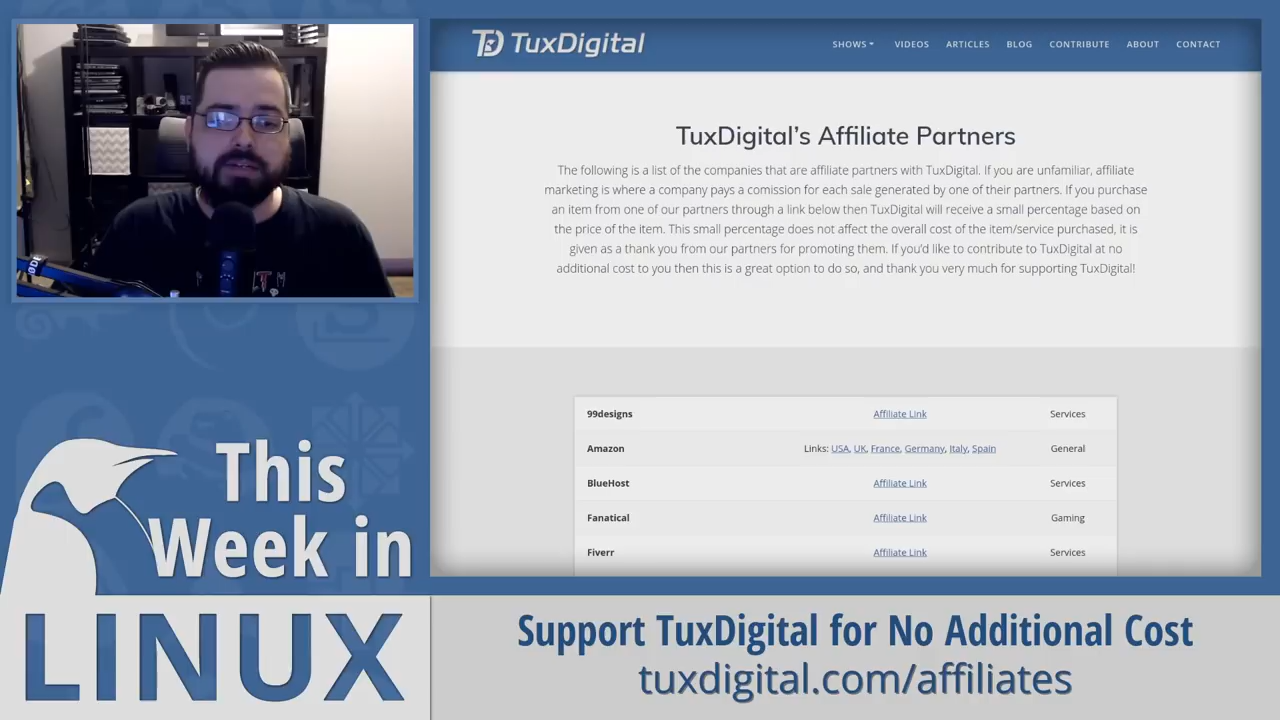 TuxDigital
SHOWS VIDEOS ARTICLES BLOG CONTRIBUTE ABOUT CONTACT
TuxDigital's Affiliate Partners
The following is a list of the companies that are affiliate partners with TuxDigital. If you are unfamiliar, affiliate
marketing is where a company pays a comission for each sale generated by one of their partners. If you purchase
an item from one of our partners through a link below then TuxDigital will receive a small percentage based on
the price of the item. This small percentage does not affect the overall cost of the item/service purchased, it is
given as a thank you from our partners for promoting them. If you'd like to contribute to TuxDigital at no
additional cost to you then this is a great option to do so, and thank you very much for supporting TuxDigital!
99designs Affiliate Link Services
Amazon Links: USA, UK, France, Germany, Italy, Spain General
BlueHost Affiliate Link Services
Fanatical Affiliate Link Gaming
Fiverr Affiliate Link Services
This
Week in
LINUX
Support TuxDigital for No Additional Cost
tuxdigital.com/affiliates